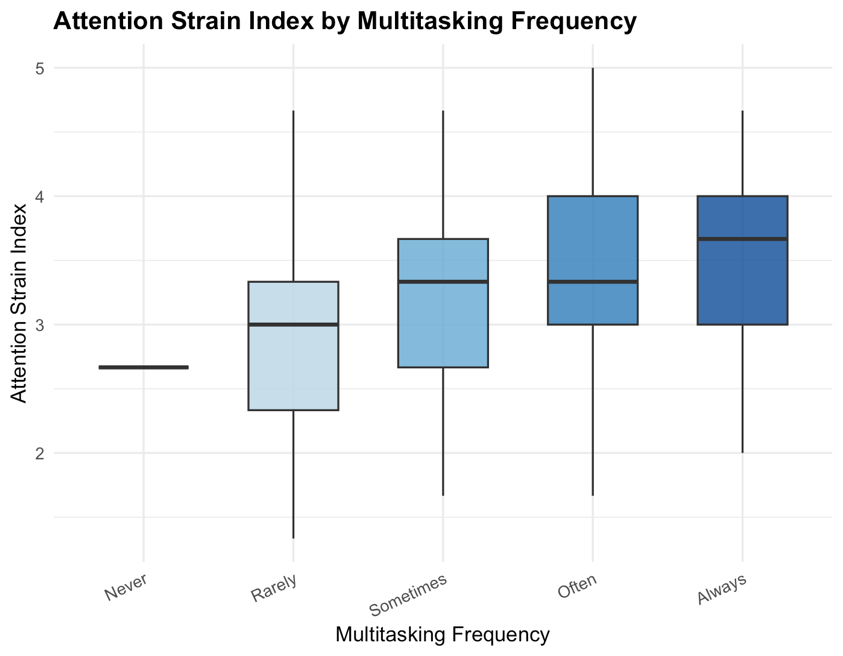 Attention Strain Index by Multitasking Frequency
5
4
3
2
Attention Strain Index
Never
Rarely
Sometimes
Often
Always
Multitasking Frequency